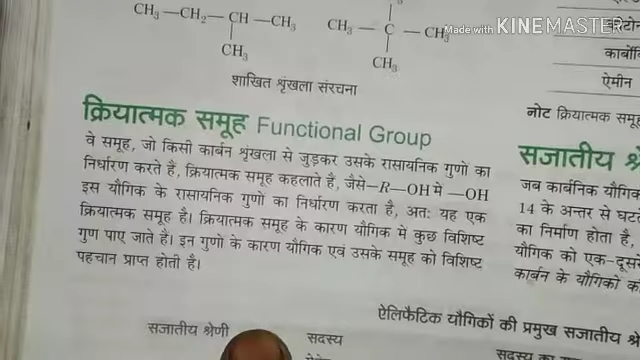 CH₃ —CH₂ — CH —CH₃
CH₃
CH₃ — C — CH₃
CH₃
शाखित श्रृंखला संरचना
Made with KINEMASTER
ऐमीन
नोट क्रियात्मक समूह
क्रियात्मक समूह Functional Group
वे समूह, जो किसी कार्बन श्रृंखला से जुड़कर उसके रासायनिक गुणों का
निर्धारण करते हैं, क्रियात्मक समूह कहलाते हैं, जैसे–R—OH में —OH
इस यौगिक के रासायनिक गुणों का निर्धारण करता है, अतः यह एक
क्रियात्मक समूह है। क्रियात्मक समूह के कारण यौगिक में कुछ विशिष्ट
गुण पाए जाते हैं। इन गुणों के कारण यौगिक एवं उसके समूह को विशिष्ट
पहचान प्राप्त होती है।
सजातीय
जब कार्बनिक यौगिक
14 के अन्तर से
का निर्माण होता है,
यौगिक को
कार्बन के यौगिकों
ऐलिफैटिक यौगिकों की प्रमुख सजातीय
सजातीय श्रेणी
सदस्य
सदस्य का